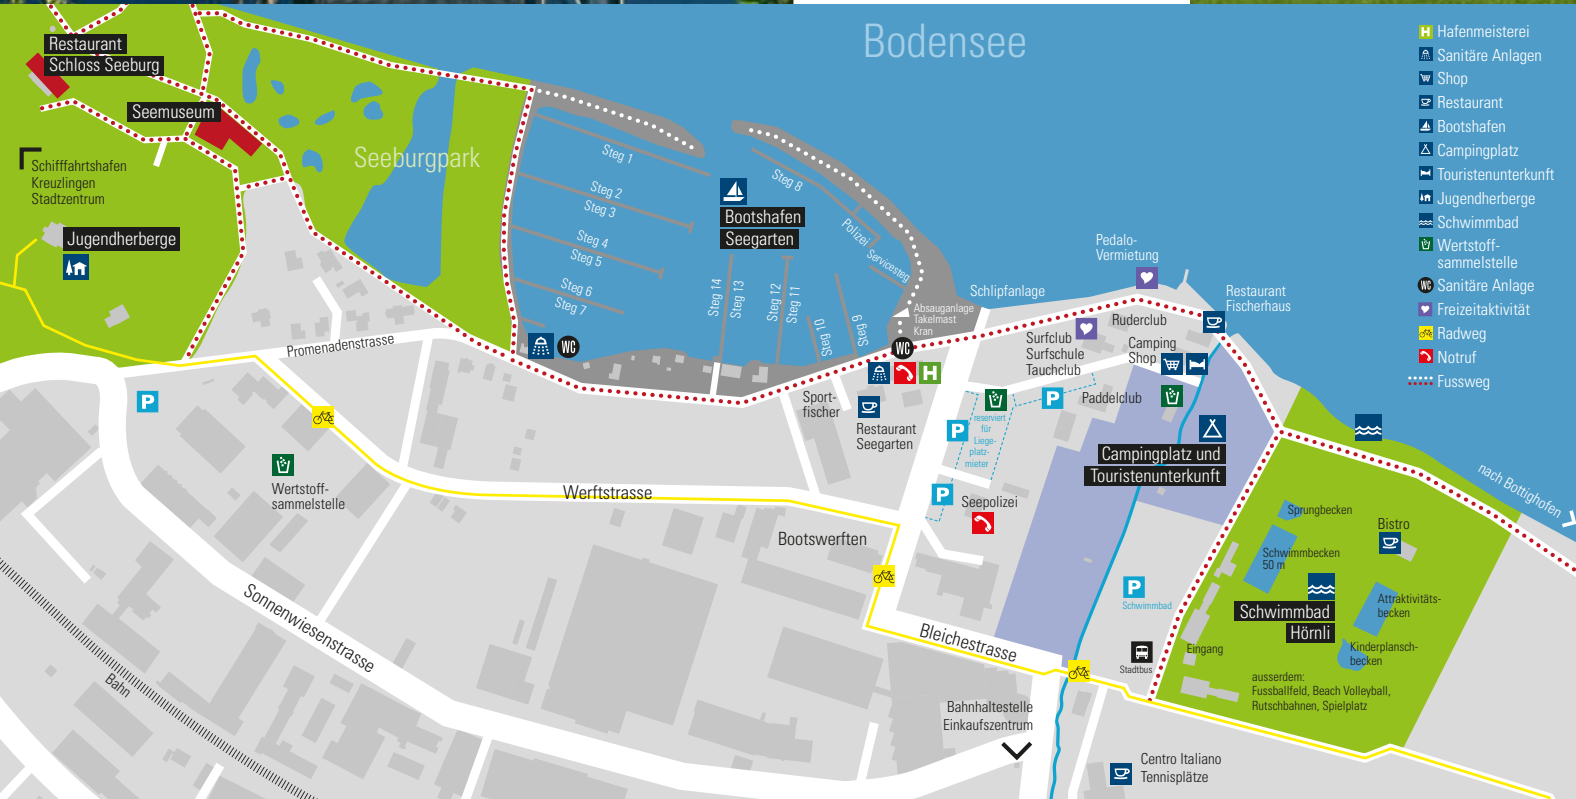 Bodensee
Restaurant
Schloss Seeburg
Seemuseum
Seeburgpark
Schifffahrtshafen
Kreuzlingen
Stadtzentrum
Jugendherberge
Steg 1
Steg 2
Steg 3
Steg 4
Steg 5
Steg 6
Steg 7
Steg 8
Polizei
Servicesteg
Bootshafen
Seegarten
Steg 14
Steg 13
Steg 12
Steg 11
Steg 10
Steg 9
Absauganlage
Takelmast
Kran
Schlipfanlage
Pedalo-
Vermietung
Restaurant
Fischerhaus
Ruderclub
Surfclub
Surfschule
Tauchclub
Camping
Shop
Paddelclub
WC
WC
H
P
P
P
P
P
Promenadenstrasse
Sport-
fischer
Restaurant
Seegarten
reserviert
für
Liege-
platz-
mieter
Campingplatz und
Touristenunterkunft
Wertstoff-
sammelstelle
Werftstrasse
Seepolizei
Bootswerften
Sonnenwiesenstrasse
Bahn
Bleichestrasse
Schwimmbad
Stadtbus
Bahnhaltestelle
Einkaufszentrum
Centro Italiano
Tennisplätze
nach Bottighofen
Sprungbecken
Bistro
Schwimmbecken
50 m
Attraktivitäts-
becken
Schwimmbad
Hörnli
Kinderplansch-
becken
Eingang
ausserdem:
Fussballfeld, Beach Volleyball,
Rutschbahnen, Spielplatz
H Hafenmeisterei
Sanitäre Anlagen
Shop
Restaurant
Bootshafen
Campingplatz
Touristenunterkunft
Jugendherberge
Schwimmbad
Wertstoff-
sammelstelle
WC Sanitäre Anlage
Freizeitaktivität
Radweg
Notruf
Fussweg